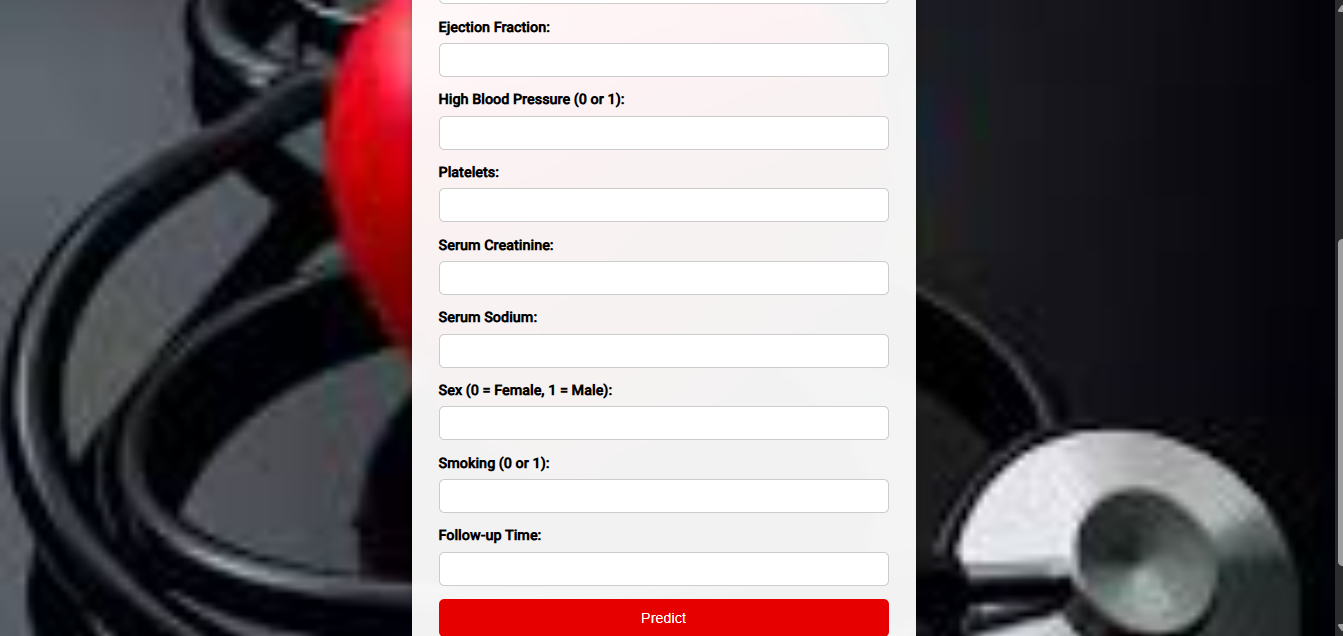 Ejection Fraction:
High Blood Pressure (0 or 1):
Platelets:
Serum Creatinine:
Serum Sodium:
Sex (0 = Female, 1 = Male):
Smoking (0 or 1):
Follow-up Time:
Predict